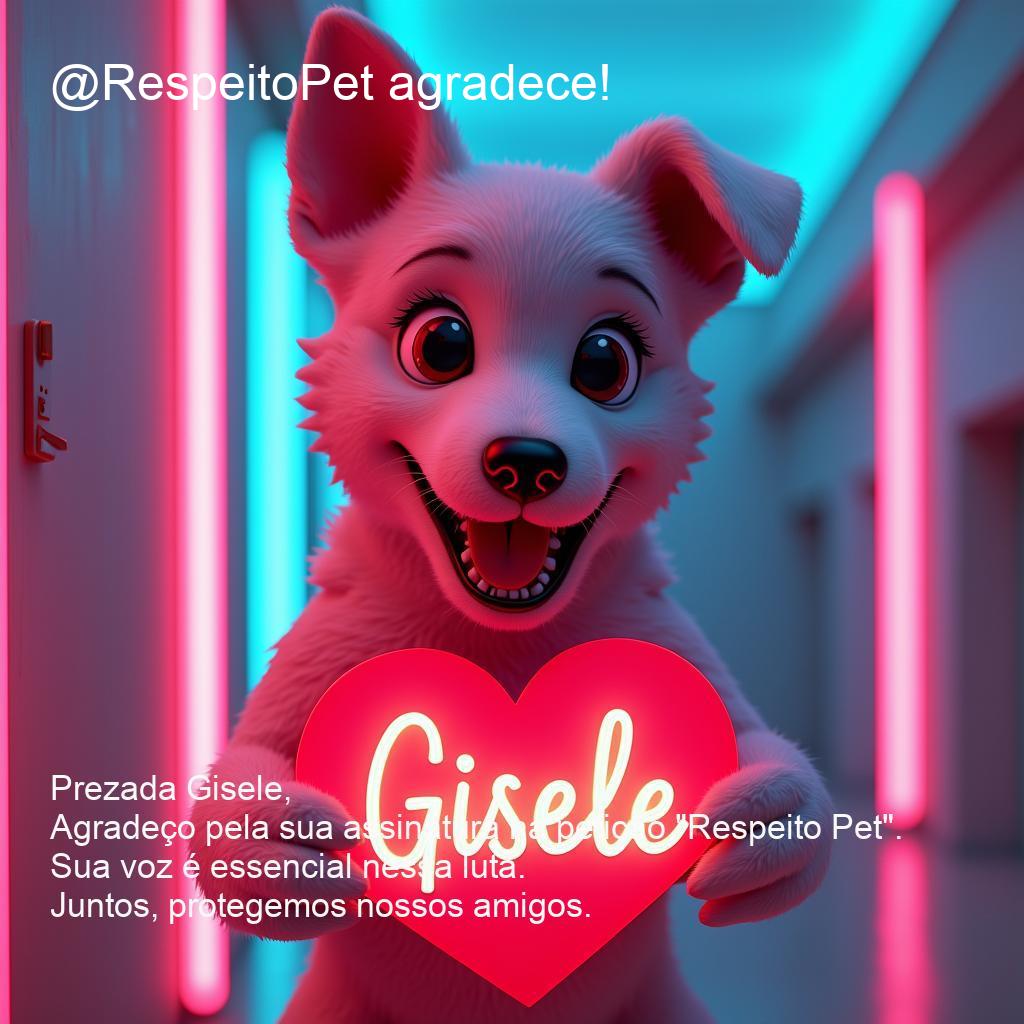 @RespeitoPet agradece!
Gisele
Prezada Gisele,
Agradeço pela sua assinatura na petição "Respeito Pet".
Sua voz é essencial nessa luta.
Juntos, protegemos nossos amigos.